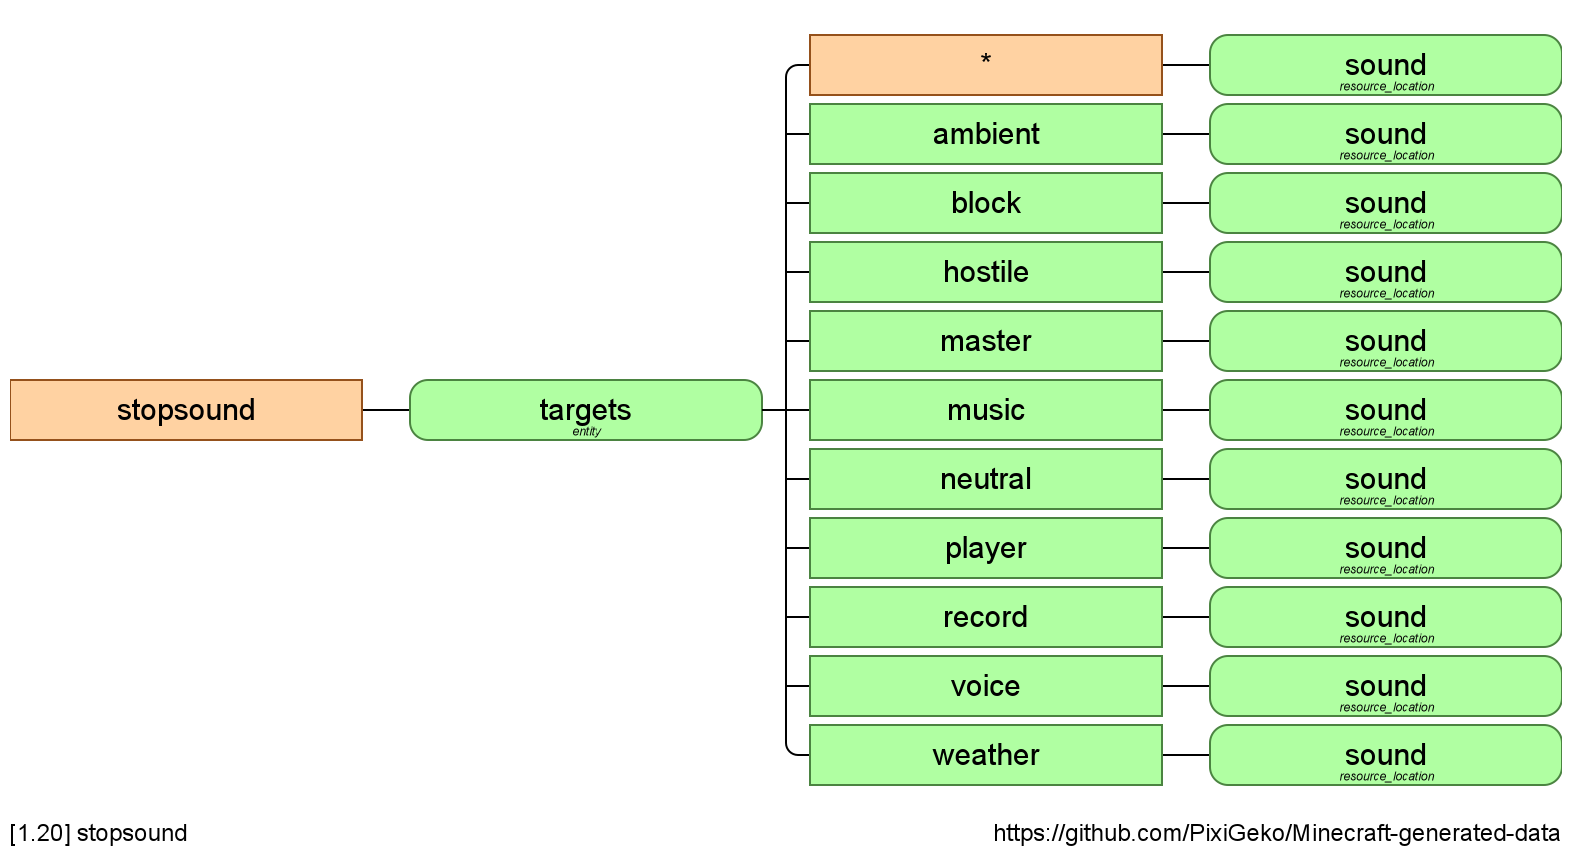 *
sound
resource_location
ambient
sound
resource_location
block
sound
resource_location
hostile
sound
resource_location
master
sound
resource_location
stopsound
targets
entity
music
sound
resource_location
neutral
sound
resource_location
player
sound
resource_location
record
sound
resource_location
voice
sound
resource_location
weather
sound
resource_location
[1.20] stopsound
https://github.com/PixiGeko/Minecraft-generated-data